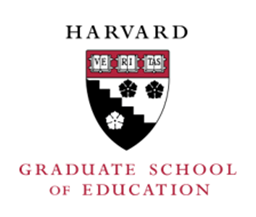 HARVARD
VE RI TAS
GRADUATE SCHOOL
OF EDUCATION